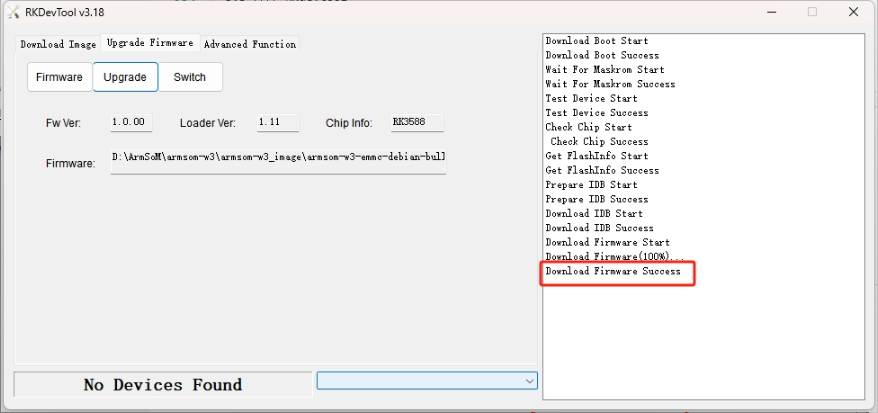 RKDevTool v3.18
Download Image Upgrade Firmware Advanced Function
Firmware Upgrade Switch
Fw Ver: 1.0.00 Loader Ver: 1.11 Chip Info: RK3588
Firmware: D:\ArmSoM\armsom-w3\armsom-w3_image\armsom-w3-emmc-debian-bull
No Devices Found
Download Boot Start
Download Boot Success
Wait For Maskrom Start
Wait For Maskrom Success
Test Device Start
Test Device Success
Check Chip Start
Check Chip Success
Get FlashInfo Start
Get FlashInfo Success
Prepare IDB Start
Prepare IDB Success
Download IDB Start
Download IDB Success
Download Firmware Start
Download Firmware(100%)...
Download Firmware Success